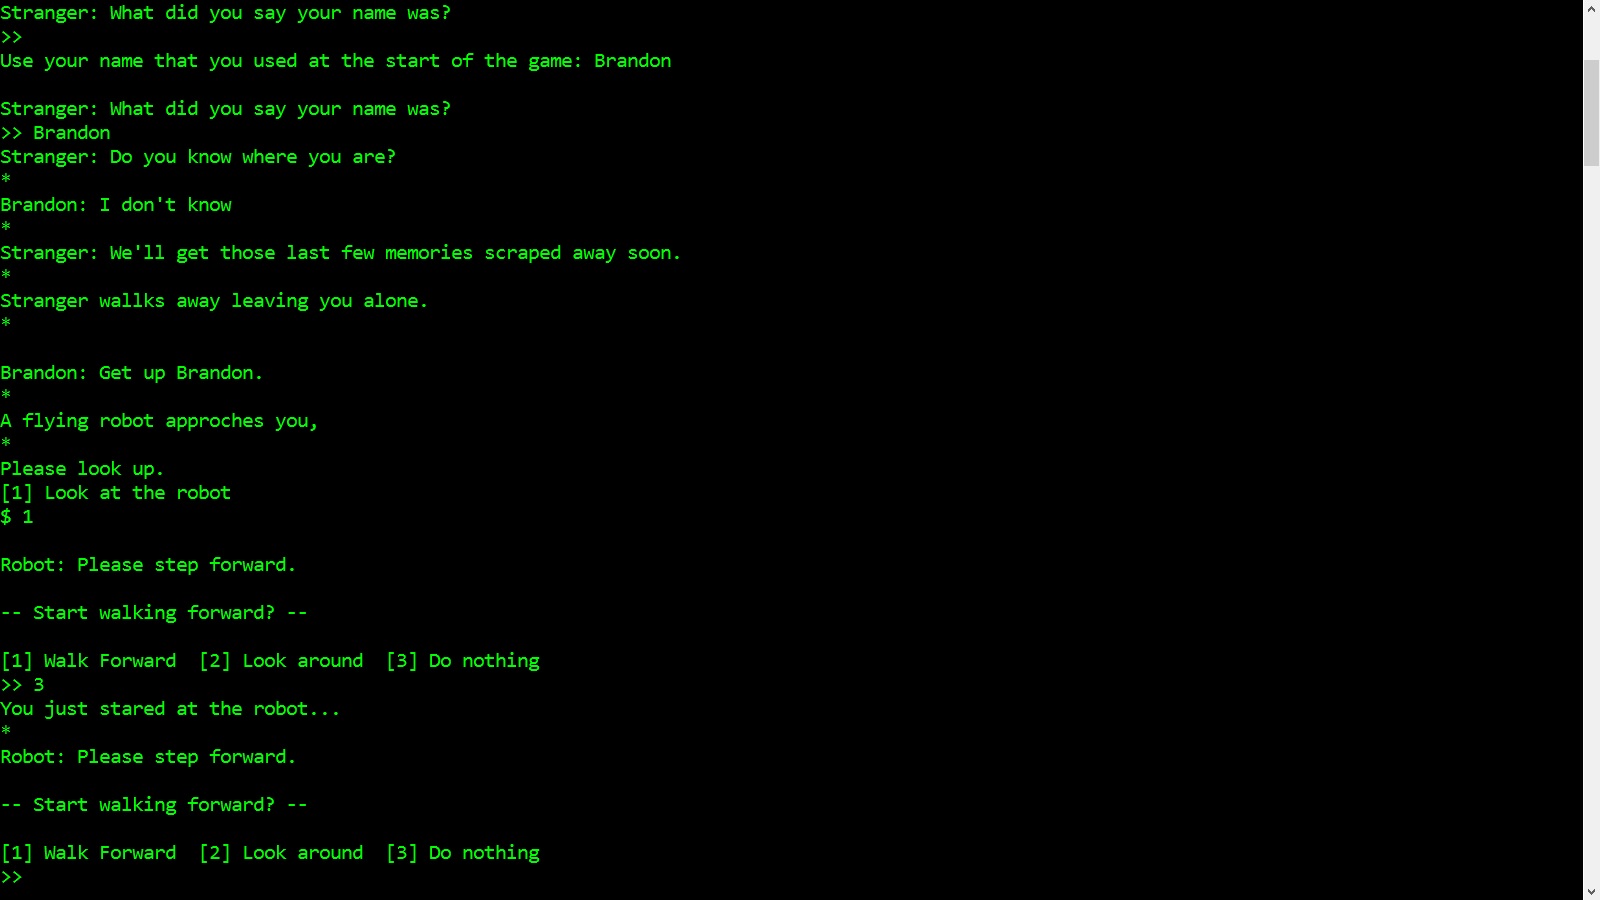 Stranger: What did you say your name was?
>>
Use your name that you used at the start of the game: Brandon
Stranger: What did you say your name was?
>> Brandon
Stranger: Do you know where you are?
*
Brandon: I don't know
*
Stranger: We'll get those last few memories scraped away soon.
*
Stranger wallks away leaving you alone.
*
Brandon: Get up Brandon.
*
A flying robot approches you,
*
Please look up.
[1] Look at the robot
$ 1
Robot: Please step forward.
-- Start walking forward? --
[1] Walk Forward  [2] Look around  [3] Do nothing
>> 3
You just stared at the robot...
*
Robot: Please step forward.
-- Start walking forward? --
[1] Walk Forward  [2] Look around  [3] Do nothing
>>